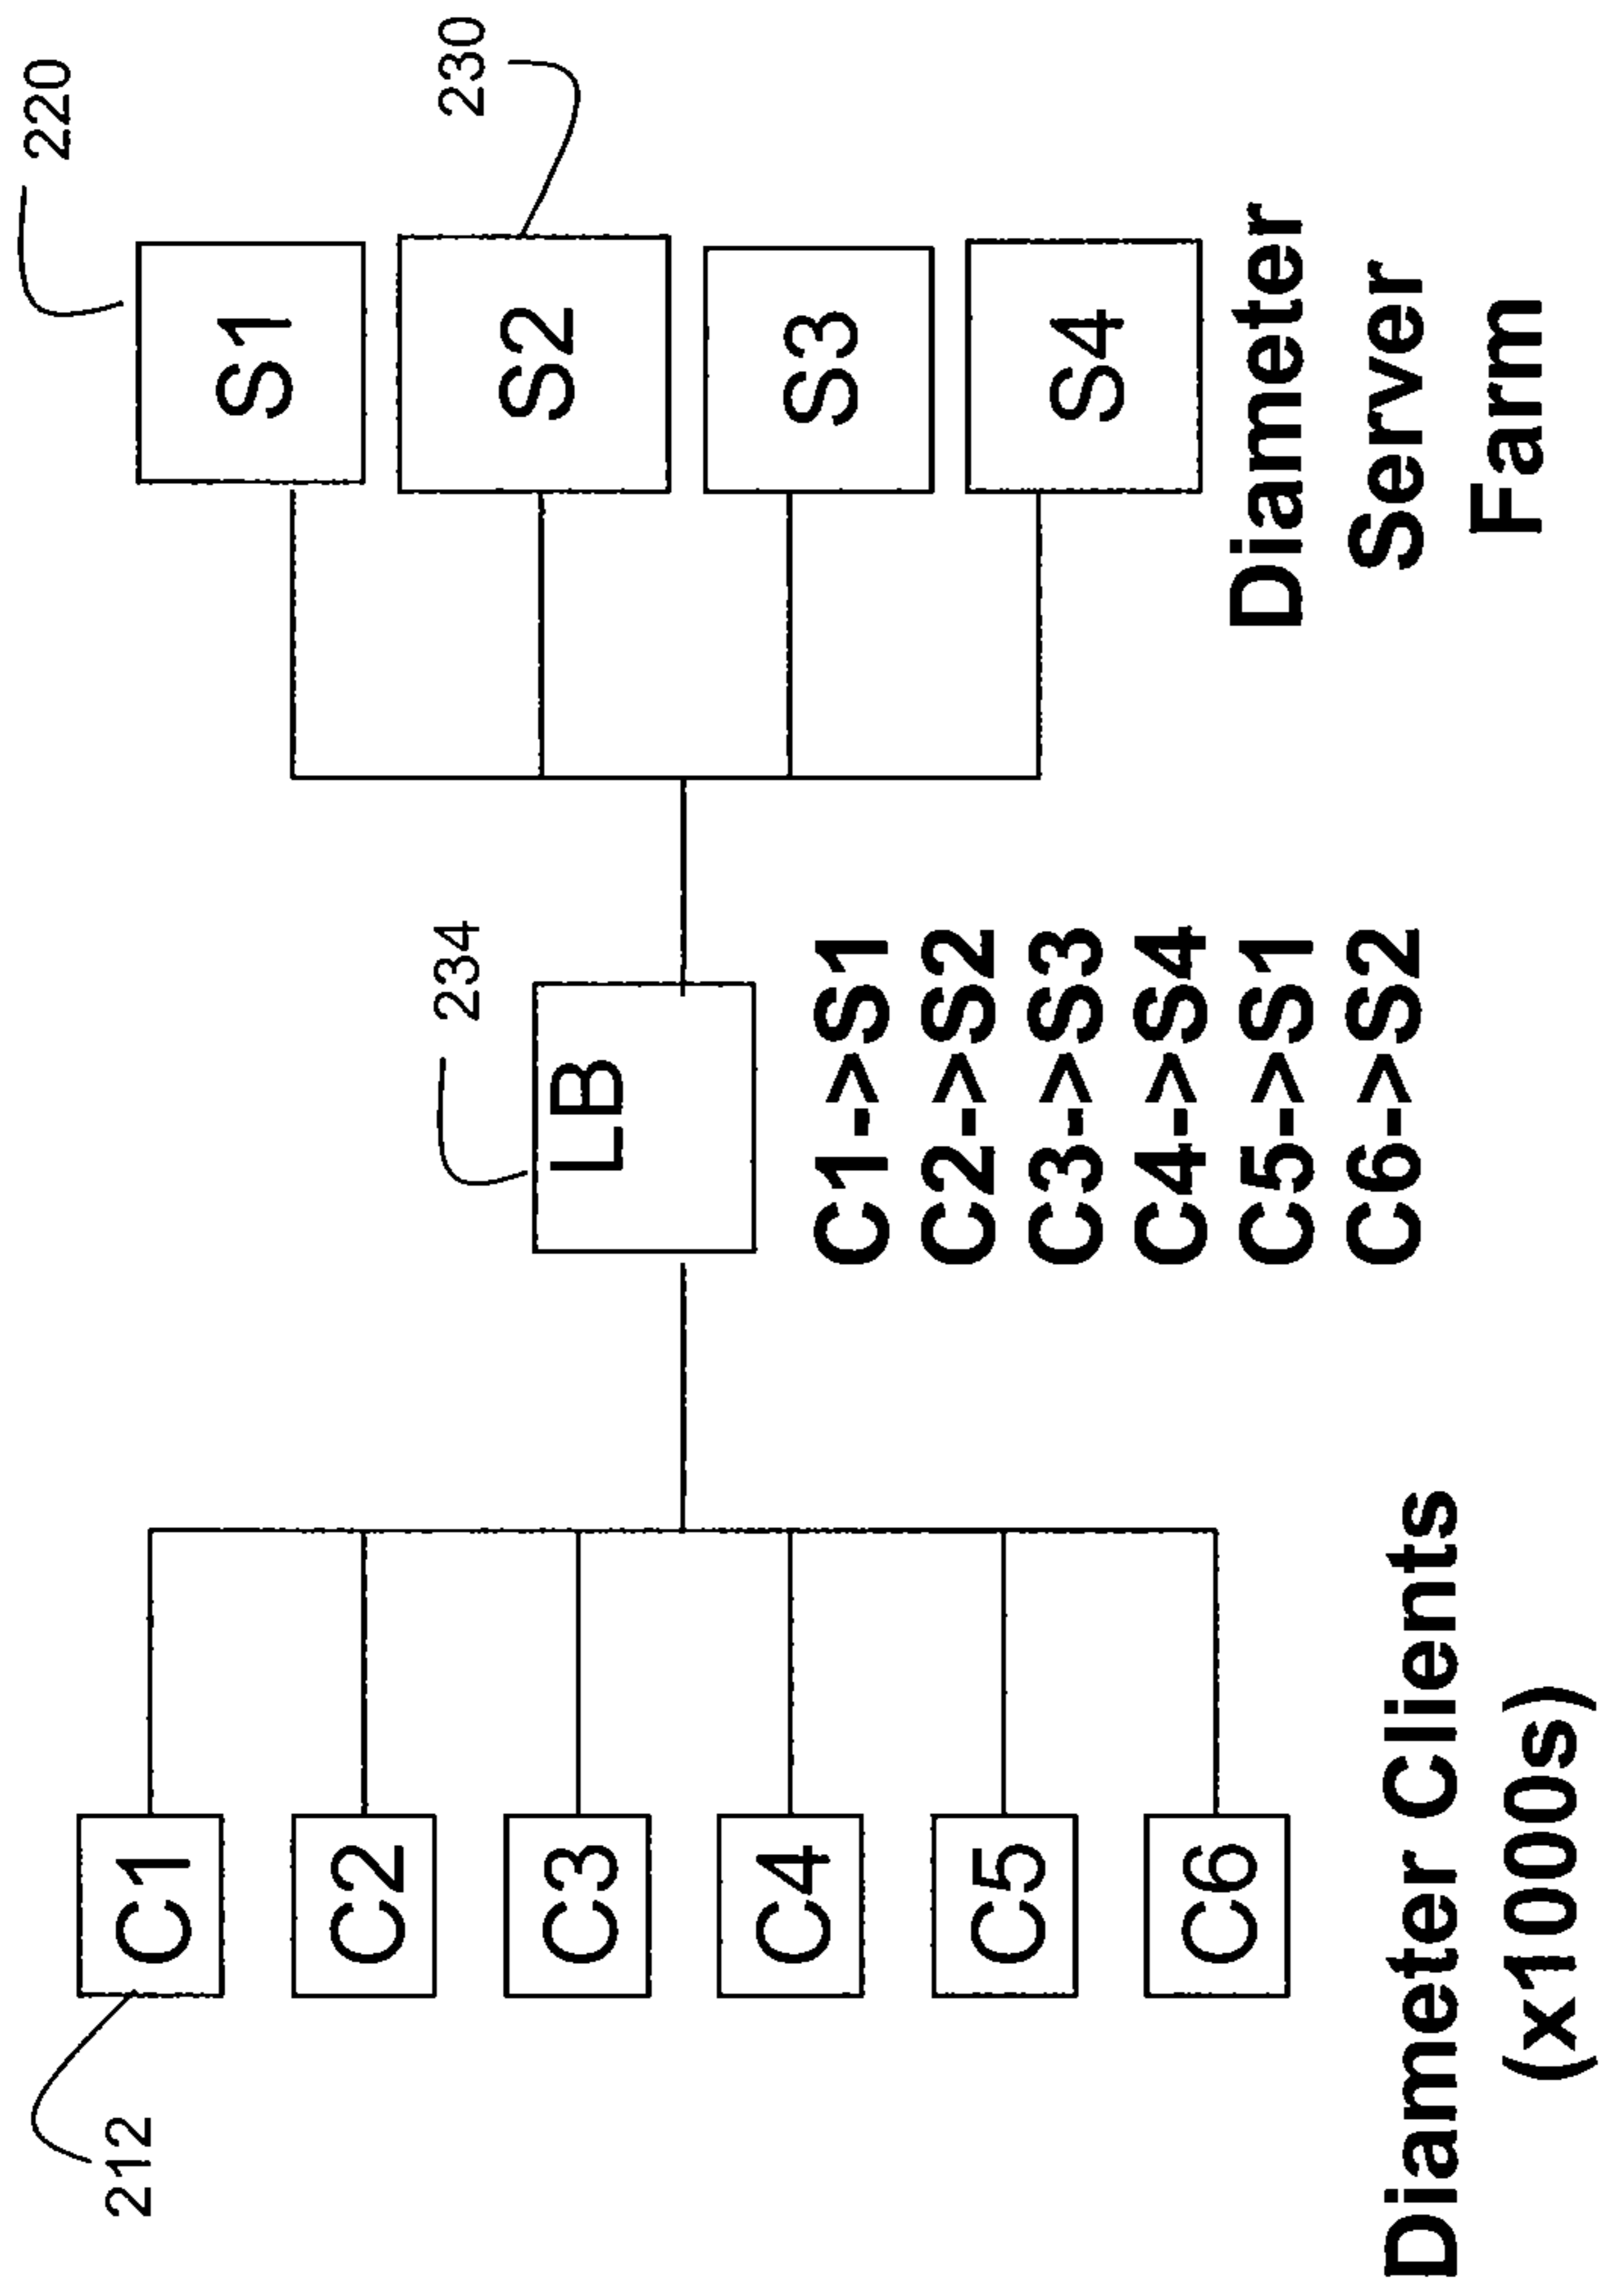 212
C1
C2
C3
C4
C5
C6
Diameter Clients
(x1000s)
234
LB
C1->S1
C2->S2
C3->S3
C4->S4
C5->S1
C6->S2
220
230
S1
S2
S3
S4
Diameter
Server
Farm